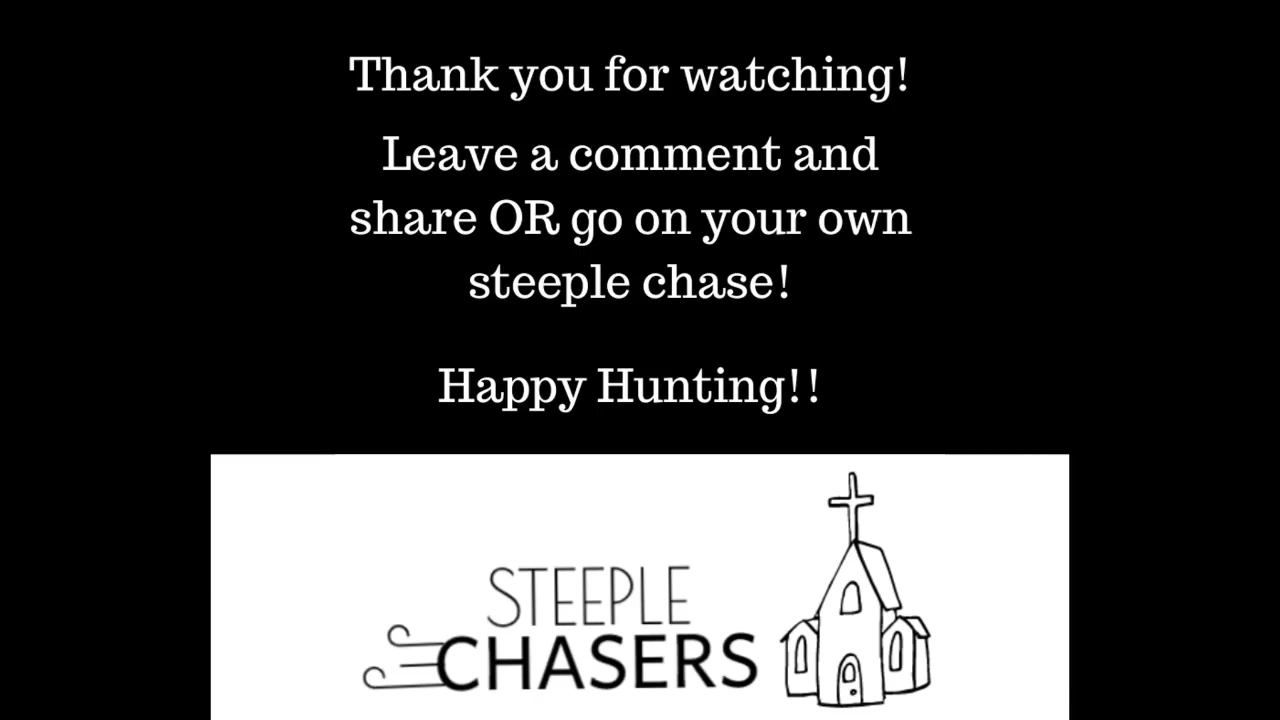 Thank you for watching!
Leave a comment and
share OR go on your own
steeple chase!
Happy Hunting!!
STEEPLE
CHASERS